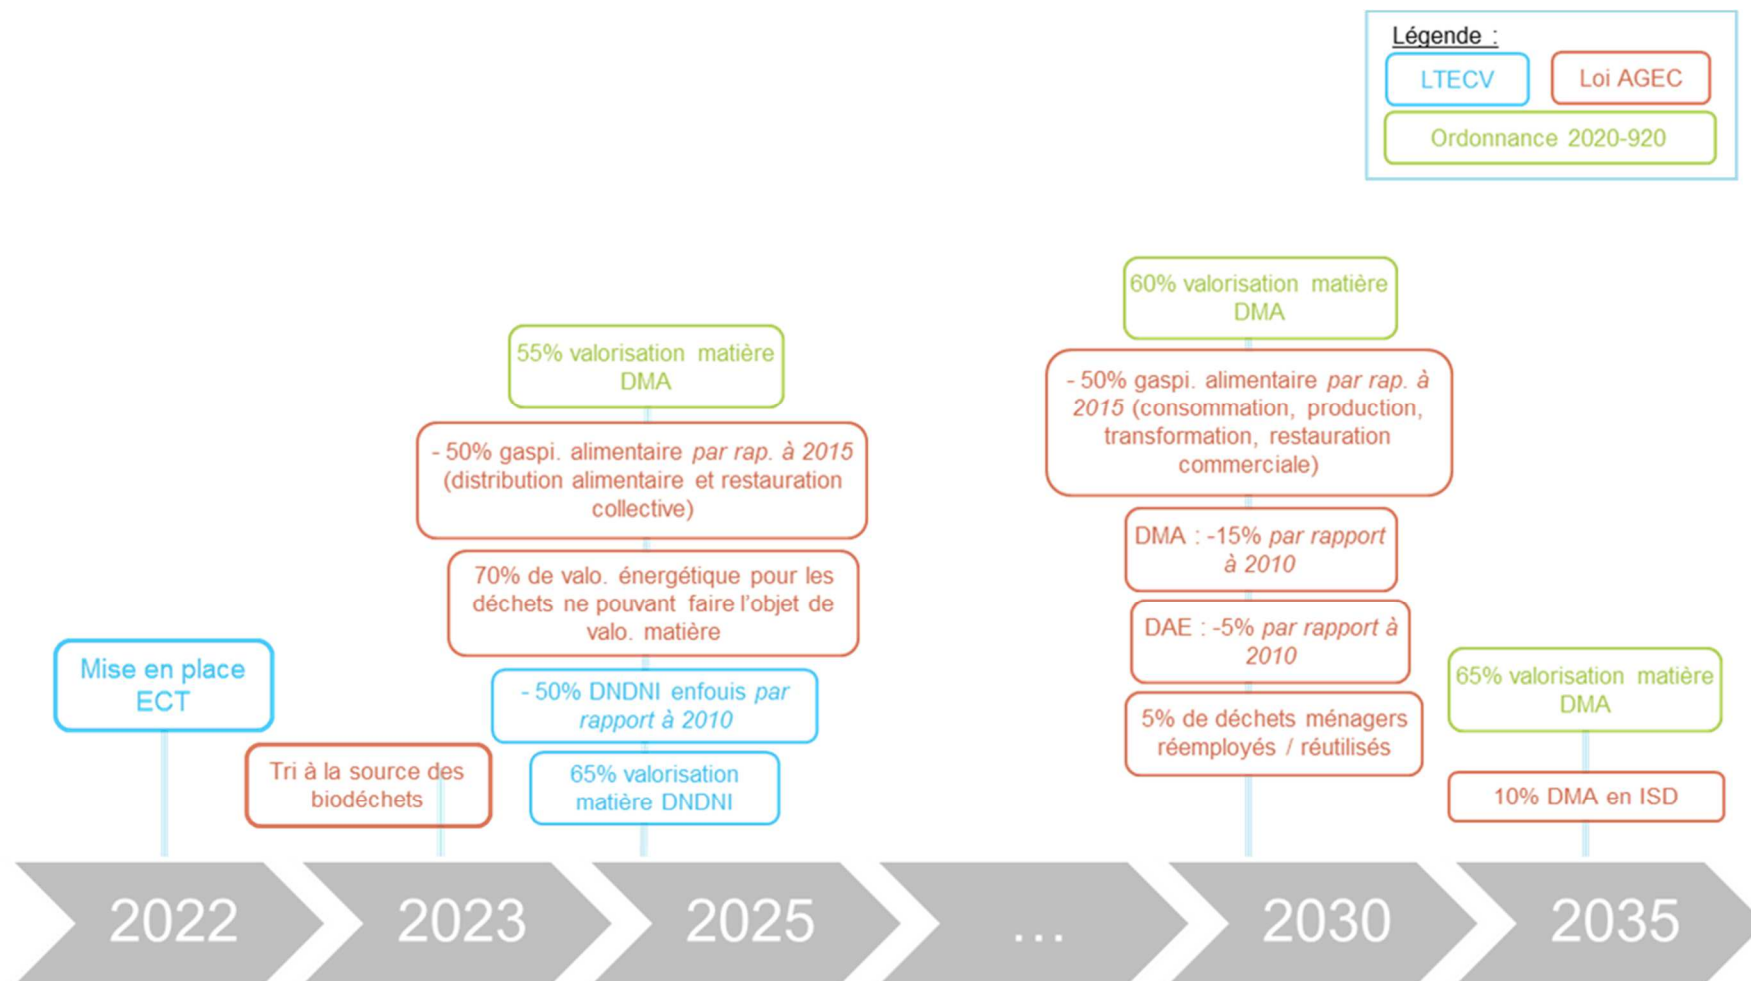 Légende :
LTECV
Loi AGEC
Ordonnance 2020-920
Mise en place
ECT
Tri à la source des
biodéchets
55% valorisation matière
DMA
- 50% gaspi. alimentaire par rap. à 2015
(distribution alimentaire et restauration
collective)
70% de valo. énergétique pour les
déchets ne pouvant faire l'objet de
valo. matière
- 50% DNDNI enfouis par
rapport à 2010
65% valorisation
matière DNDNI
60% valorisation matière
DMA
- 50% gaspi. alimentaire par rap. à
2015 (consommation, production,
transformation, restauration
commerciale)
DMA : -15% par rapport
à 2010
DAE : -5% par rapport à
2010
5% de déchets ménagers
réemployés / réutilisés
65% valorisation matière
DMA
10% DMA en ISD
2022
2023
2025
...
2030
2035